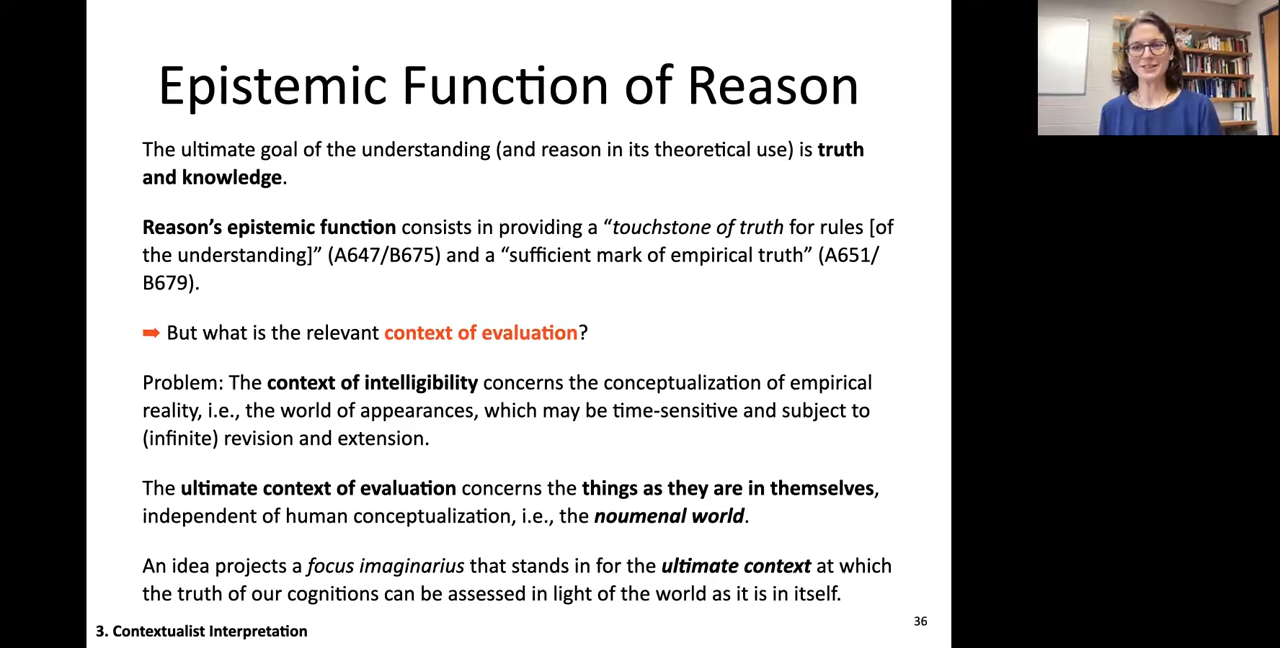 Epistemic Function of Reason
The ultimate goal of the understanding (and reason in its theoretical use) is truth
and knowledge.
Reason’s epistemic function consists in providing a “touchstone of truth for rules [of
the understanding]” (A647/B675) and a “sufficient mark of empirical truth” (A651/
B679).
➡ But what is the relevant context of evaluation?
Problem: The context of intelligibility concerns the conceptualization of empirical
reality, i.e., the world of appearances, which may be time-sensitive and subject to
(infinite) revision and extension.
The ultimate context of evaluation concerns the things as they are in themselves,
independent of human conceptualization, i.e., the noumenal world.
An idea projects a focus imaginarius that stands in for the ultimate context at which
the truth of our cognitions can be assessed in light of the world as it is in itself.
36
3. Contextualist Interpretation